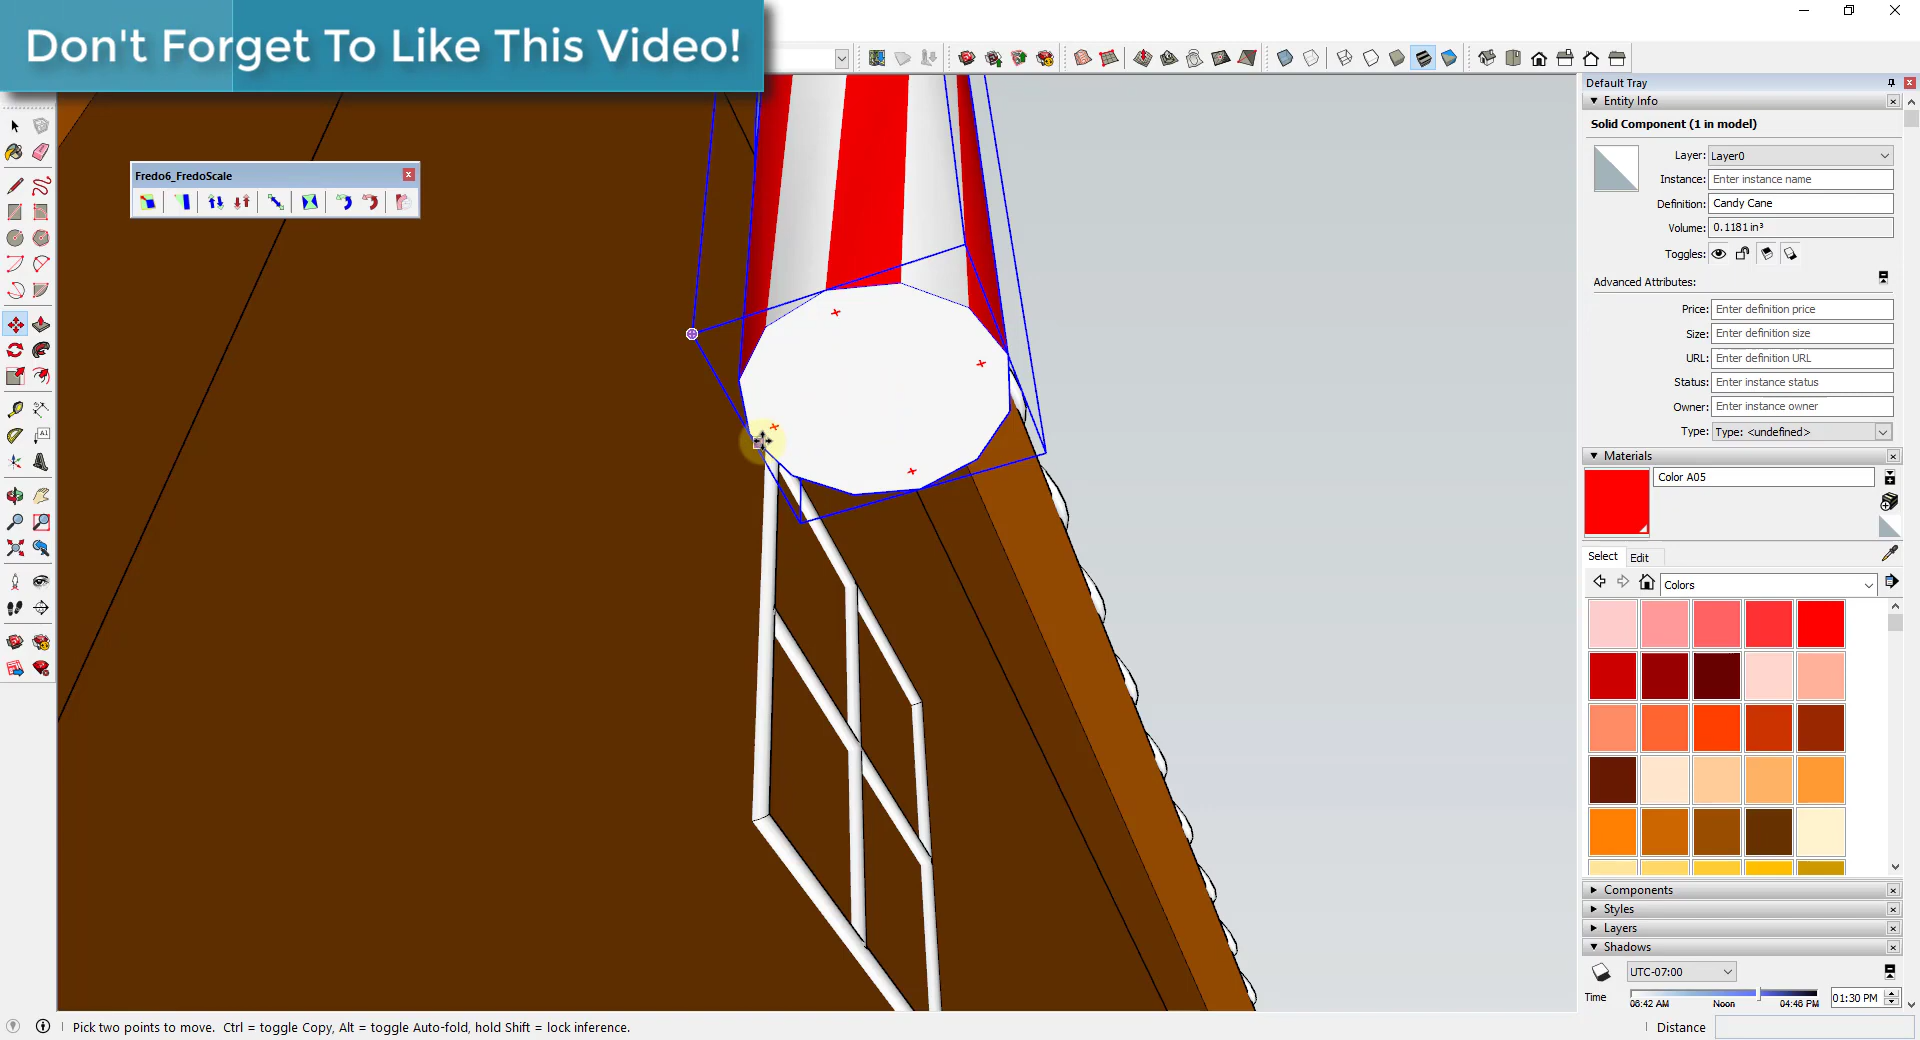 Don't Forget To Like This Video!
Default Tray
Entity Info
Solid Component (1 in model)
Layer: Layer0
Instance: Enter instance name
Definition: Candy Cane
Volume: 0.1181 in³
Toggles:
Advanced Attributes:
Price: Enter definition price
Size: Enter definition size
URL: Enter definition URL
Status: Enter instance status
Owner: Enter instance owner
Type: Type: <undefined>
Fredo6_FredoScale
A1
Materials
Color A05
Select Edit
Colors
Components
Styles
Layers
Shadows
UTC-07:00
Time 06:42 AM Noon 04:46 PM 01:30 PM
Pick two points to move. Ctrl = toggle Copy, Alt = toggle Auto-fold, hold Shift = lock inference.
Distance